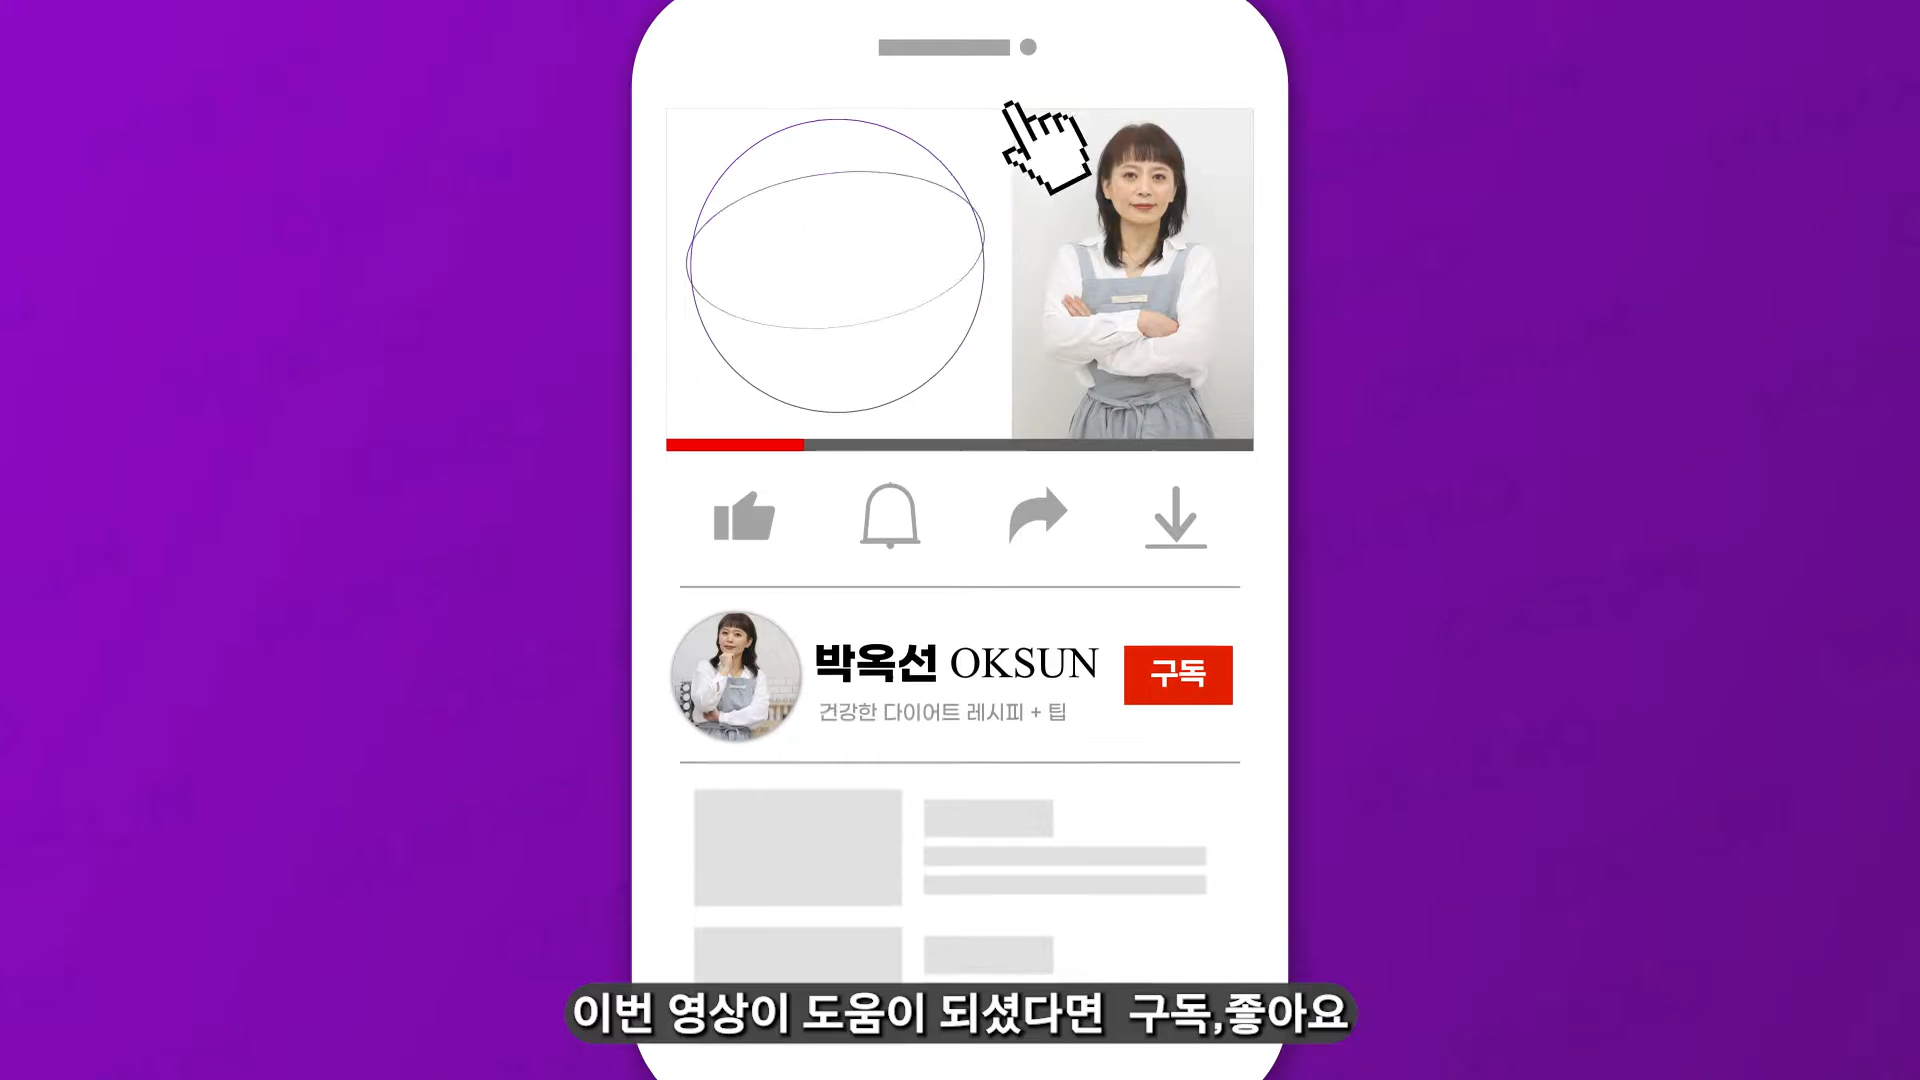 박옥선 OKSUN
구독
건강한 다이어트 레시피 + 팁
이번 영상이 도움이 되셨다면 구독,좋아요